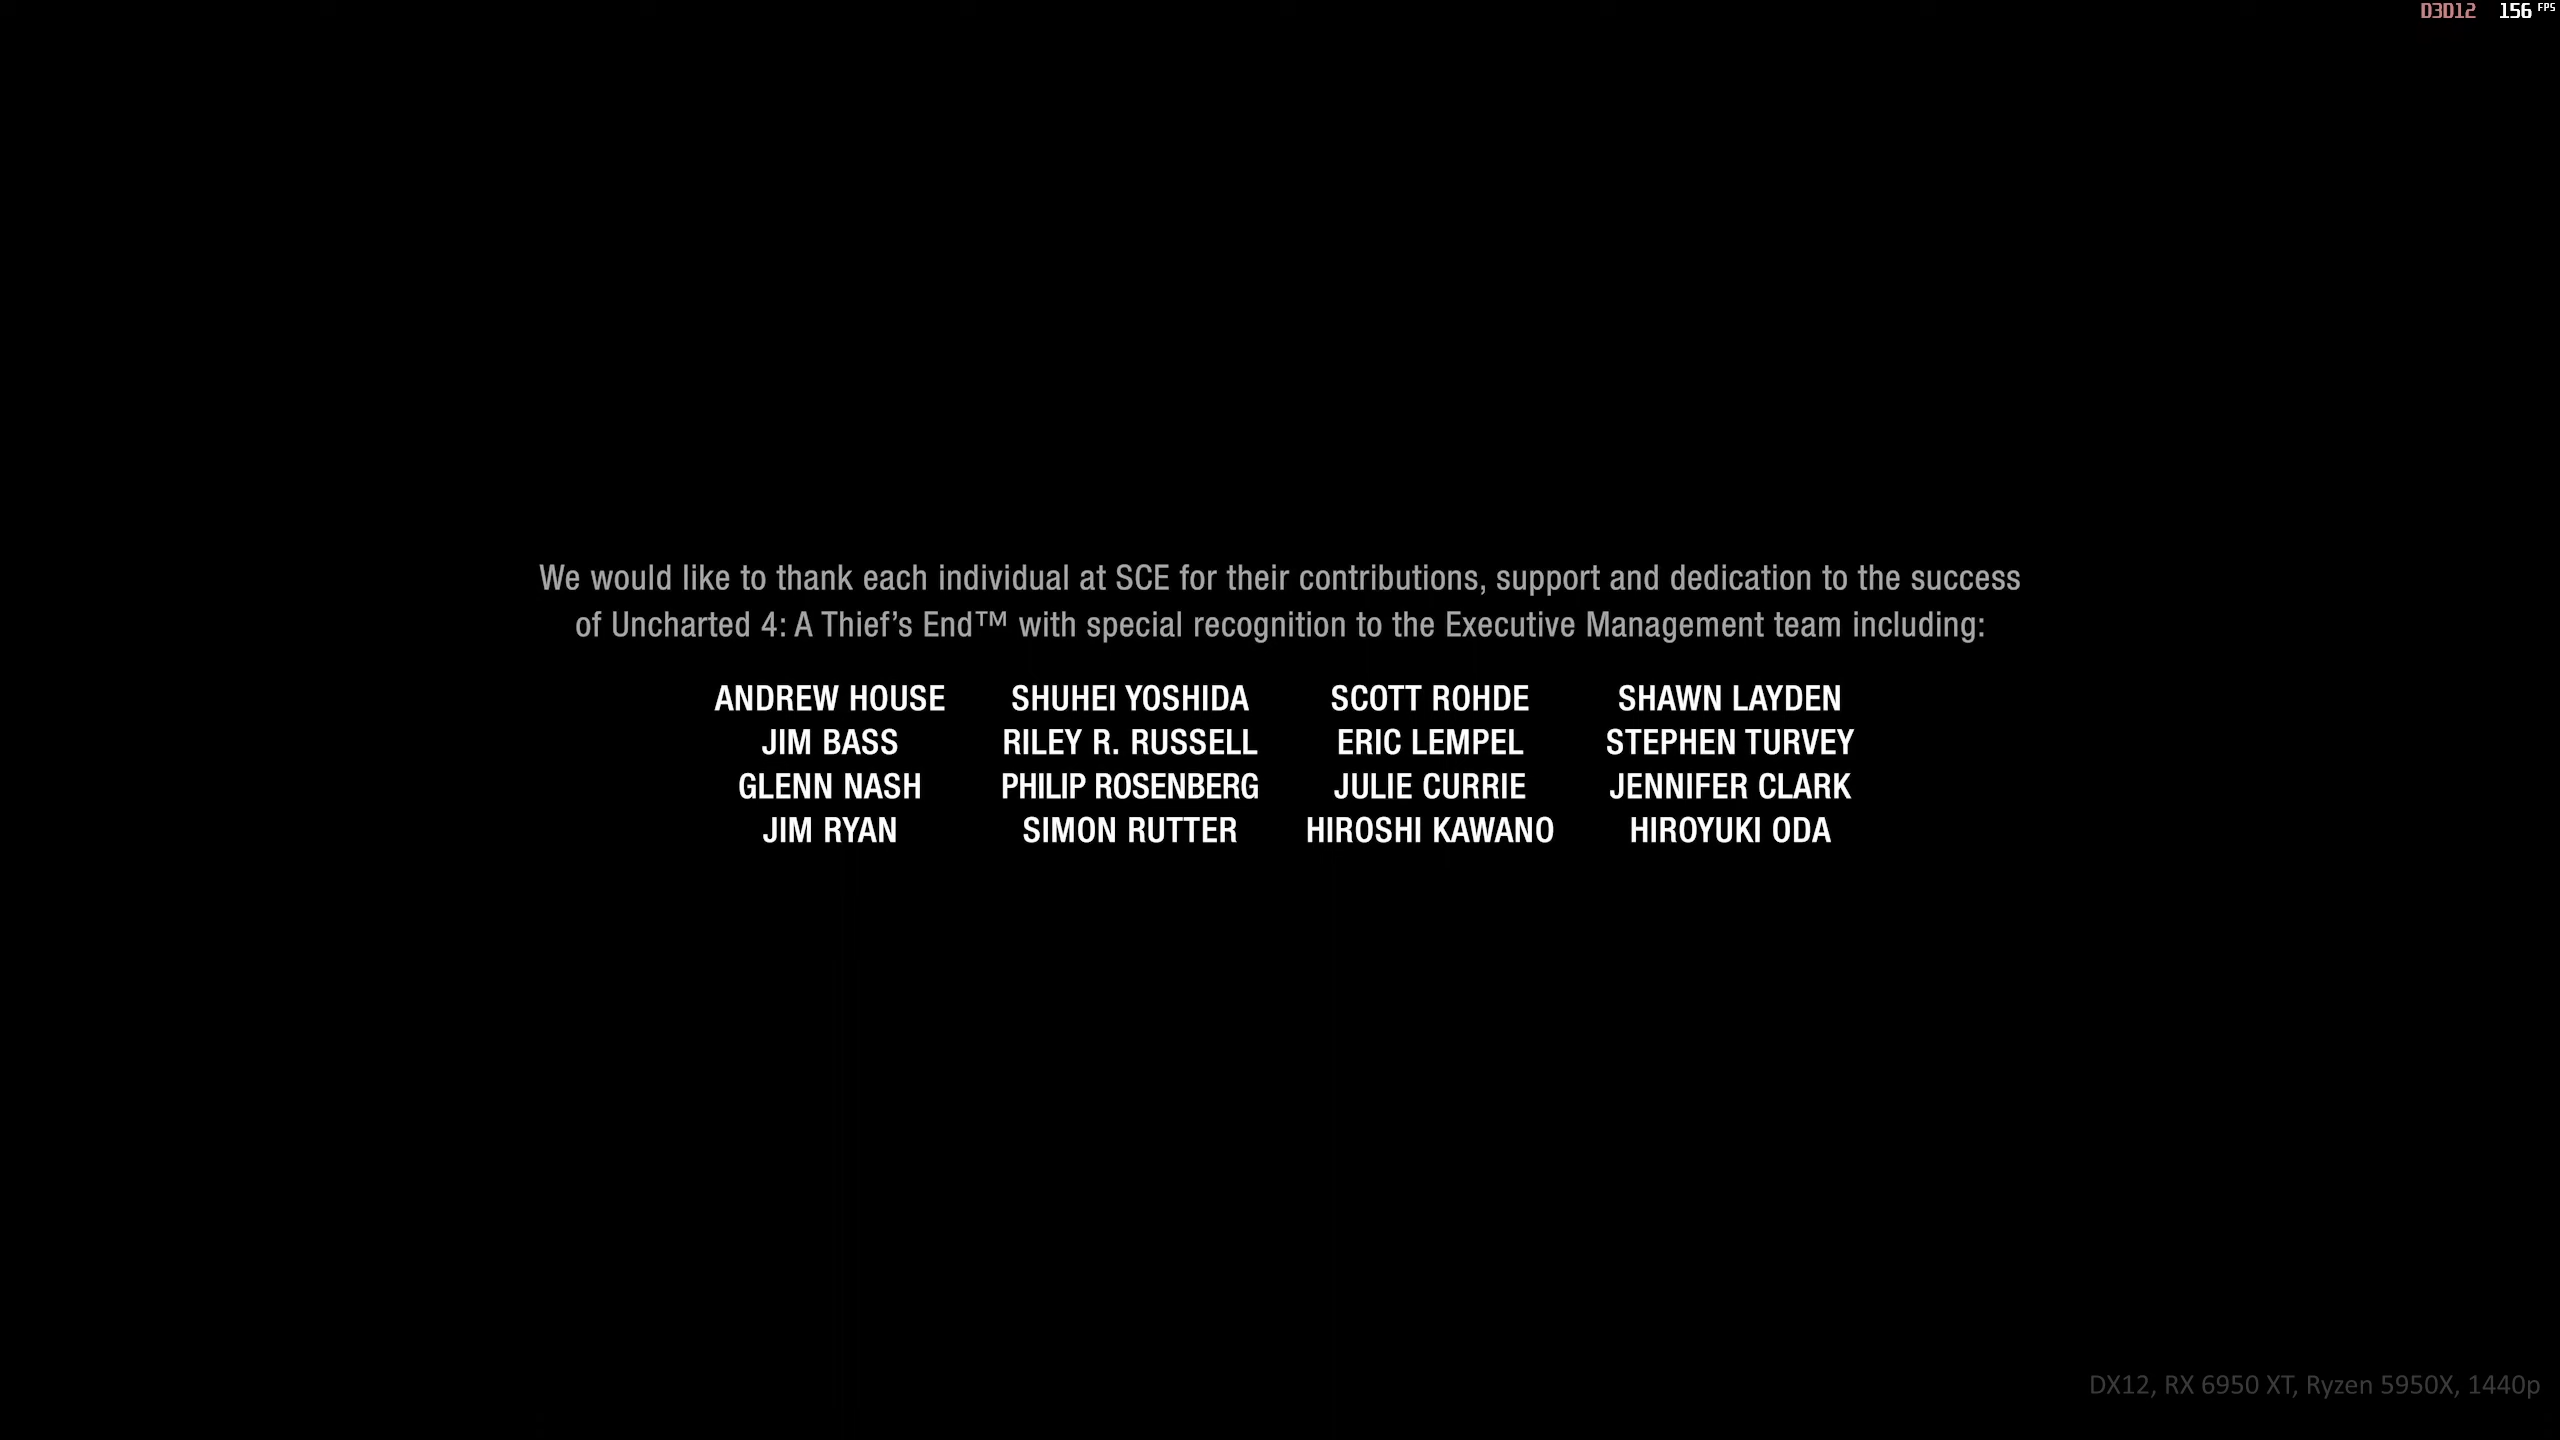 D3D12 156 FPS
We would like to thank each individual at SCE for their contributions, support and dedication to the success
of Uncharted 4: A Thief’s End™ with special recognition to the Executive Management team including:
ANDREW HOUSE SHUHEI YOSHIDA SCOTT ROHDE SHAWN LAYDEN
JIM BASS RILEY R. RUSSELL ERIC LEMPEL STEPHEN TURVEY
GLENN NASH PHILIP ROSENBERG JULIE CURRIE JENNIFER CLARK
JIM RYAN SIMON RUTTER HIROSHI KAWANO HIROYUKI ODA
DX12, RX 6950 XT, Ryzen 5950X, 1440p